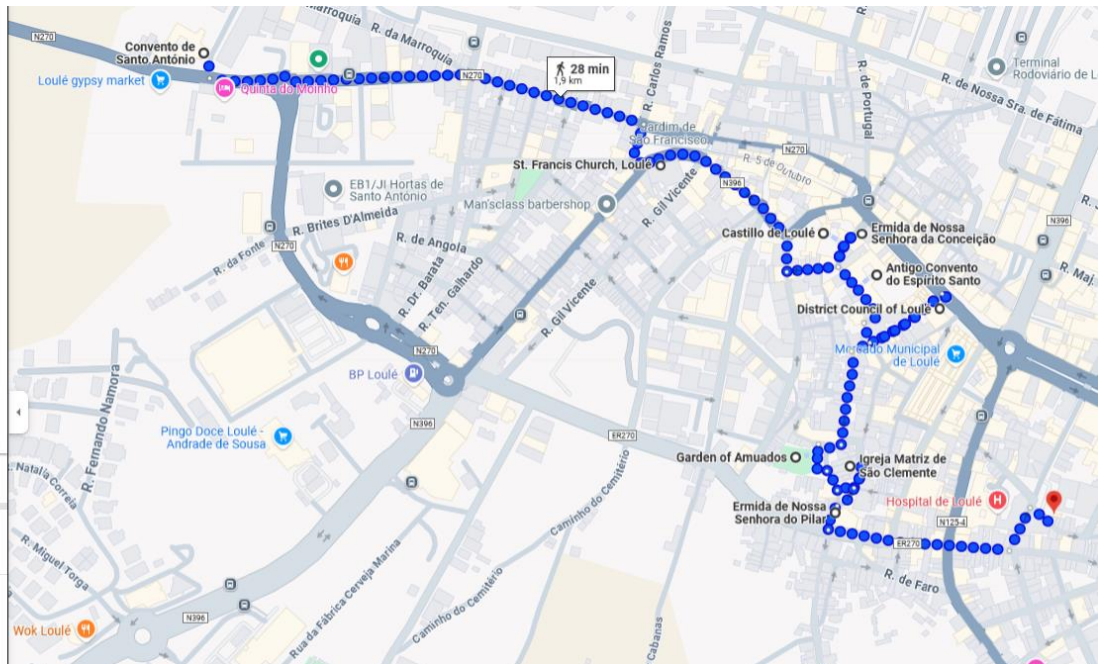 R. da Marroquia
N270
Convento de
Santo António
R. da Marroquia
Loulé gypsy market
Quinta do Moinho
N270
28 min
1,9 km
R. Carlos Ramos
R. de Portugal
Terminal
Rodoviário de L
R. de Nossa Sra. de Fátima
Jardim de
São Francisco
N270
R. 5 de Outubro
St. Francis Church, Loulé
N396
EB1/JI Hortas de
Santo António
Man'sclass barbershop
R. Gil Vicente
N396
R. Brites D'Almeida
R. da Fonte
N270
R. de Angola
Castillo de Loulé
Ermida de Nossa
Senhora da Conceição
R. Maj.
Antigo Convento
do Espírito Santo
R. Dr. Barata
R. Ten. Galhardo
R. Gil Vicente
District Council of Loulé
N270
BP Loulé
Mercado Municipal
de Loulé
R. Fernando Namora
Pingo Doce Loulé -
Andrade de Sousa
N396
ER270
Garden of Amuados
Igreja Matriz de
São Clemente
Natália Correia
Caminho do Cemitério
Hospital de Loulé
Ermida de Nossa
Senhora do Pilar
N125-4
ER270
R. Miguel Torga
Rua da Fábrica Cerveja Marina
Caminho do Cemitério
R. de Faro
N396
Wok Loulé
Cabanas